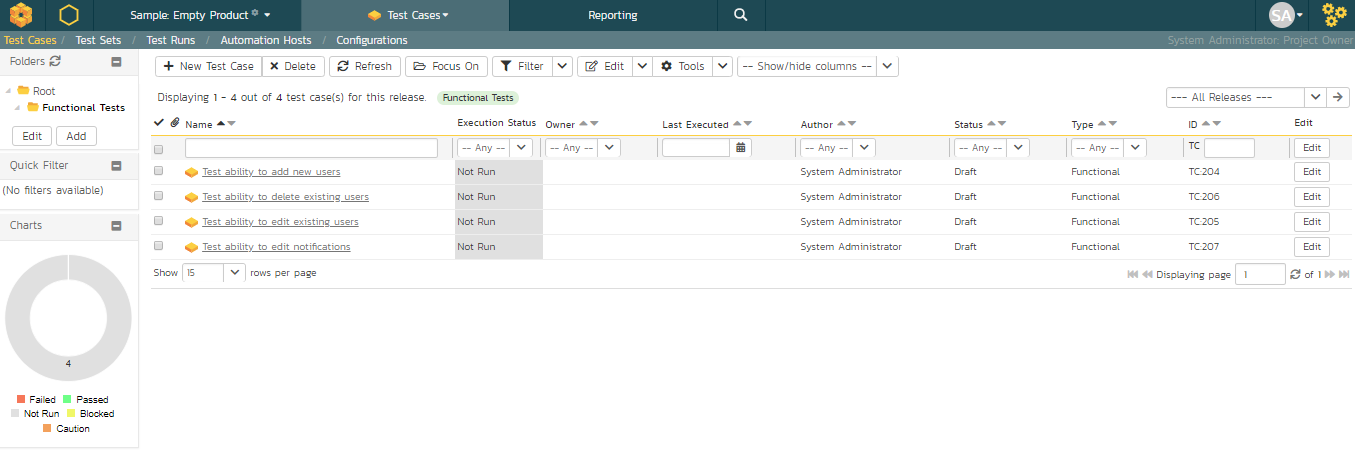 Sample: Empty Product
Test Cases
Reporting
SA
Test Cases / Test Sets / Test Runs / Automation Hosts / Configurations
System Administrator: Project Owner
Folders
Root
Functional Tests
Edit Add
Quick Filter
(No filters available)
Charts
4
Failed Passed
Not Run Blocked
Caution
New Test Case Delete Refresh Focus On Filter Edit Tools -- Show/hide columns --
Displaying 1 - 4 out of 4 test case(s) for this release. Functional Tests --- All Releases ---
Name Execution Status Owner Last Executed Author Status Type ID Edit
-- Any -- -- Any -- -- Any -- -- Any -- -- Any -- TC Edit
Test ability to add new users Not Run System Administrator Draft Functional TC:204 Edit
Test ability to delete existing users Not Run System Administrator Draft Functional TC:206 Edit
Test ability to edit existing users Not Run System Administrator Draft Functional TC:205 Edit
Test ability to edit notifications Not Run System Administrator Draft Functional TC:207 Edit
Show 15 rows per page Displaying page 1 of 1